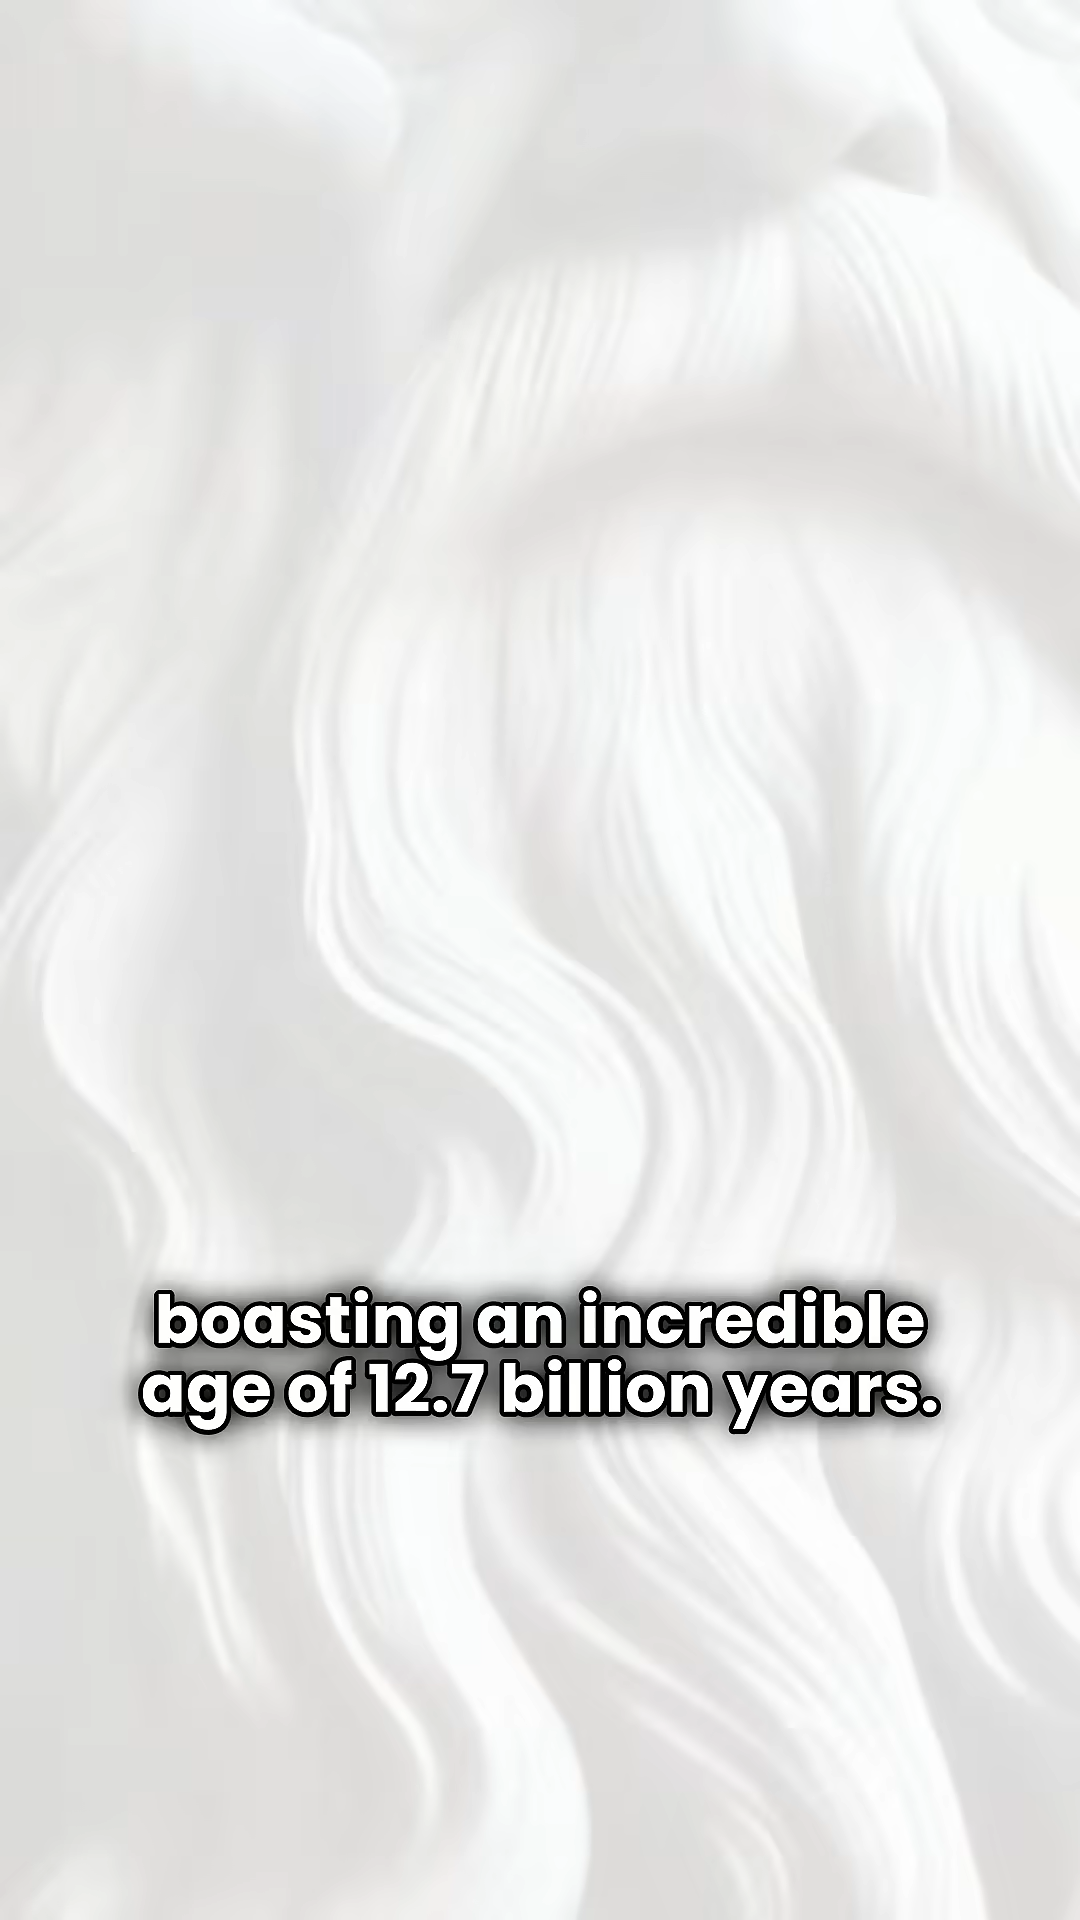 boasting an incredible
age of 12.7 billion years.